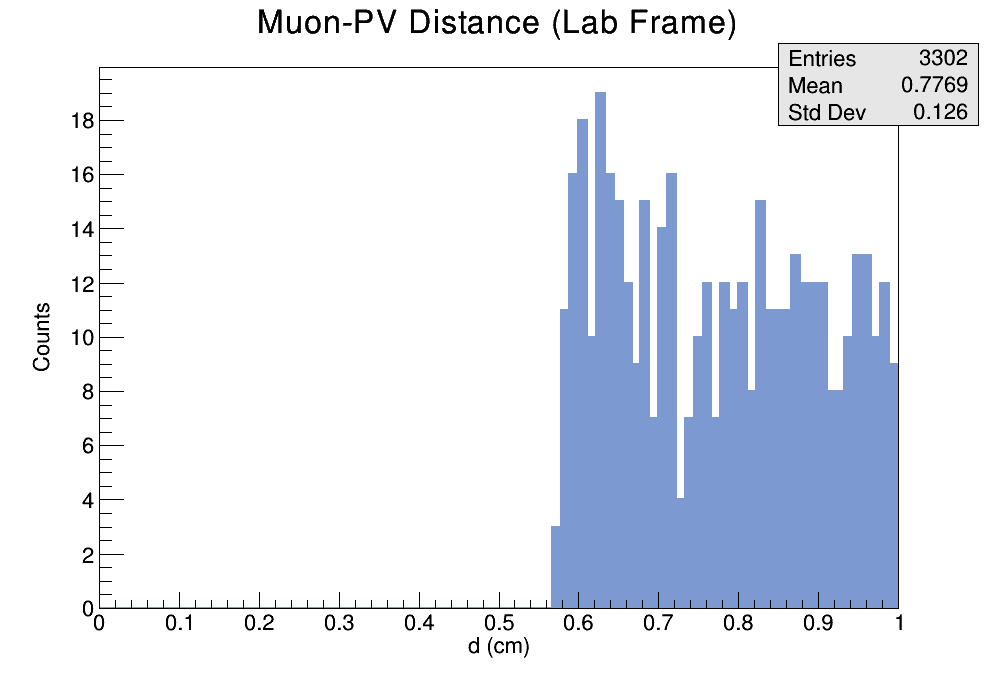 Muon-PV Distance (Lab Frame)
Entries 3302
Mean 0.7769
Std Dev 0.126
Counts
18
16
14
12
10
8
6
4
2
0
0 0.1 0.2 0.3 0.4 0.5 0.6 0.7 0.8 0.9 1
d (cm)